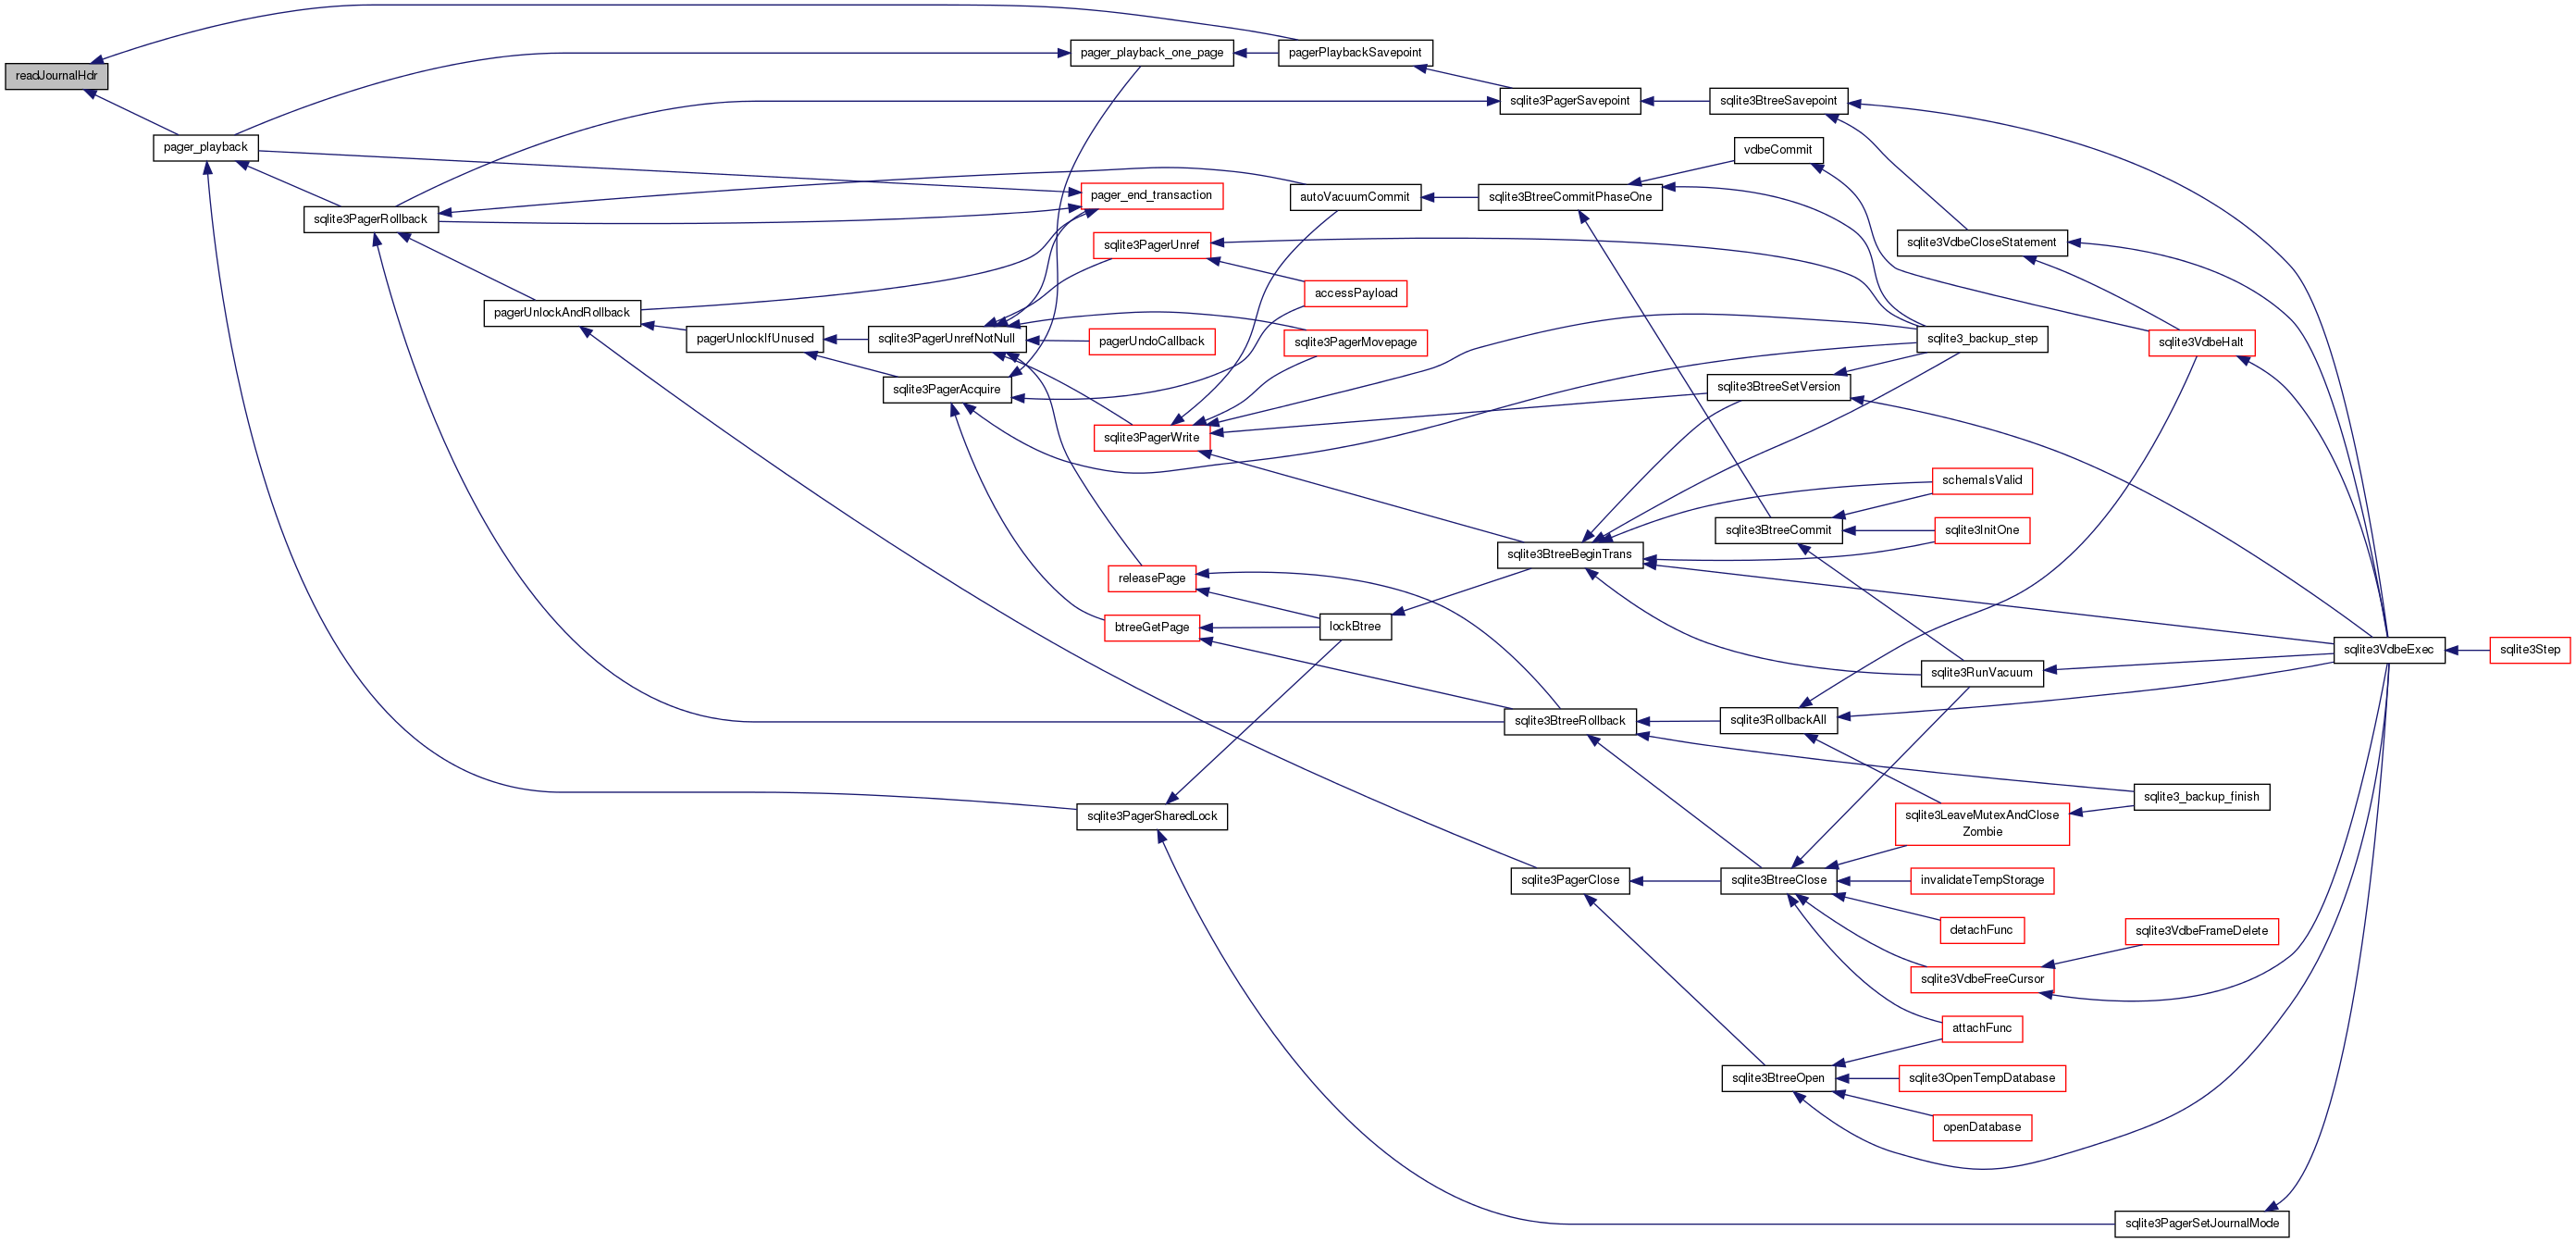 readJournalHdr
pager_playback
sqlite3PagerRollback
pagerUnlockAndRollback
pagerUnlockIfUnused
sqlite3PagerUnrefNotNull
sqlite3PagerAcquire
pager_playback_one_page
pager_end_transaction
sqlite3PagerUnref
pagerUndoCallback
sqlite3PagerWrite
releasePage
btreeGetPage
sqlite3PagerSharedLock
pagerPlaybackSavepoint
autoVacuumCommit
accessPayload
sqlite3PagerMovepage
lockBtree
sqlite3PagerSavepoint
sqlite3BtreeCommitPhaseOne
sqlite3BtreeBeginTrans
sqlite3BtreeRollback
sqlite3PagerClose
sqlite3BtreeSavepoint
vdbeCommit
sqlite3BtreeSetVersion
sqlite3BtreeCommit
sqlite3RollbackAll
sqlite3BtreeClose
sqlite3BtreeOpen
sqlite3VdbeCloseStatement
sqlite3_backup_step
schemaIsValid
sqlite3InitOne
sqlite3RunVacuum
sqlite3LeaveMutexAndClose
Zombie
invalidateTempStorage
detachFunc
sqlite3VdbeFreeCursor
attachFunc
sqlite3OpenTempDatabase
openDatabase
sqlite3VdbeHalt
sqlite3_backup_finish
sqlite3VdbeFrameDelete
sqlite3PagerSetJournalMode
sqlite3VdbeExec
sqlite3Step